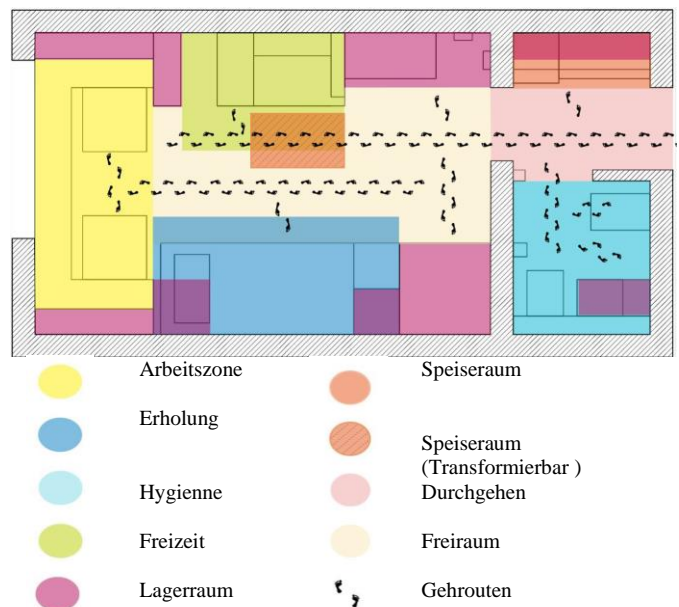 Arbeitszone
Speiseraum
Erholung
Speiseraum
(Transformierbar )
Hygienne
Durchgehen
Freizeit
Freiraum
Lagerraum
Gehrouten